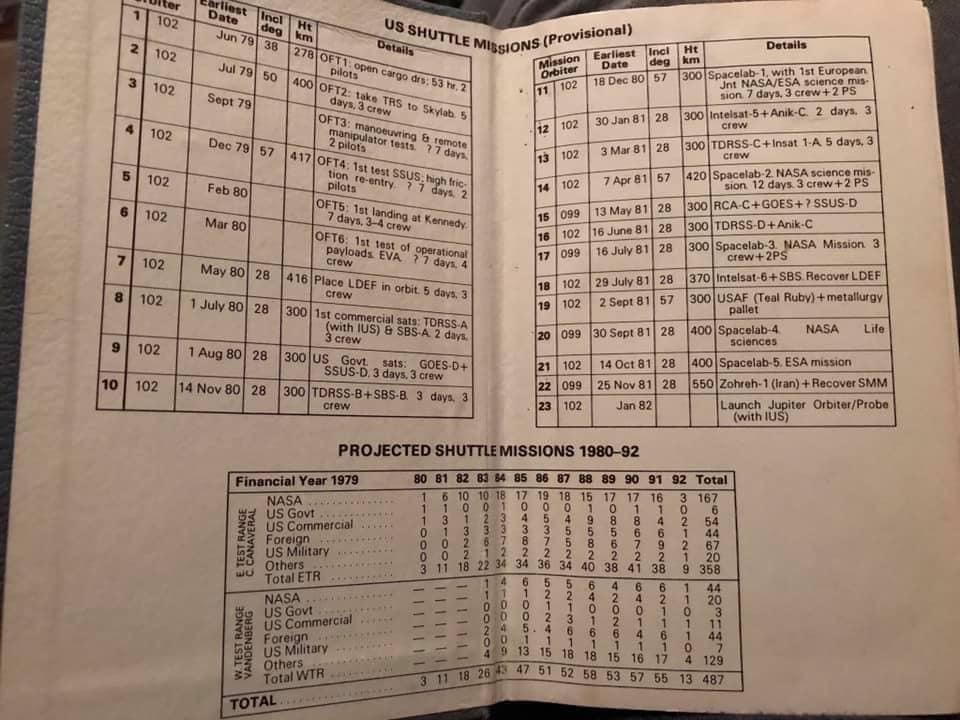 US SHUTTLE MISSIONS (Provisional)
rbiter Earliest Incl Ht Details
Date deg km
1 102 Jun 79 38 278 OFT1: open cargo drs; 53 hr, 2
pilots
2 102 Jul 79 50 400 OFT2: take TRS to Skylab. 5
days, 3 crew
3 102 Sept 79 OFT3: manoeuvring & remote
manipulator tests. ? 7 days,
2 pilots
4 102 Dec 79 57 417 OFT4: 1st test SSUS; high fric-
tion re-entry. ? 7 days, 2
pilots
5 102 Feb 80 OFT5: 1st landing at Kennedy.
7 days, 3–4 crew
6 102 Mar 80 OFT6: 1st test of operational
payloads. EVA. ? 7 days, 4
crew
7 102 May 80 28 416 Place LDEF in orbit. 5 days, 3
crew
8 102 1 July 80 28 300 1st commercial sats: TDRSS-A
(with IUS) & SBS-A. 2 days,
3 crew
9 102 1 Aug 80 28 300 US Govt. sats: GOES-D+
SSUS-D. 3 days, 3 crew
10 102 14 Nov 80 28 300 TDRSS-B+SBS-B. 3 days, 3
crew
Mission Earliest Incl Ht Details
Orbiter Date deg km
11 102 18 Dec 80 57 300 Spacelab-1, with 1st European.
Jnt NASA/ESA science mis-
sion. 7 days, 3 crew+2 PS
12 102 30 Jan 81 28 300 Intelsat-5+Anik-C. 2 days, 3
crew
13 102 3 Mar 81 28 300 TDRSS-C+Insat 1-A. 5 days, 3
crew
14 102 7 Apr 81 57 420 Spacelab-2. NASA science mis-
sion. 12 days. 3 crew+2 PS
15 099 13 May 81 28 300 RCA-C+GOES+? SSUS-D
16 102 16 June 81 28 300 TDRSS-D+Anik-C
17 099 16 July 81 28 300 Spacelab-3. NASA Mission. 3
crew+2PS
18 102 29 July 81 28 370 Intelsat-6+SBS. Recover LDEF
19 102 2 Sept 81 57 300 USAF (Teal Ruby)+metallurgy
pallet
20 099 30 Sept 81 28 400 Spacelab-4. NASA Life
sciences
21 102 14 Oct 81 28 400 Spacelab-5. ESA mission
22 099 25 Nov 81 28 550 Zohreh-1 (Iran)+Recover SMM
23 102 Jan 82 Launch Jupiter Orbiter/Probe
(with IUS)
PROJECTED SHUTTLE MISSIONS 1980–92
Financial Year 1979 80 81 82 83 84 85 86 87 88 89 90 91 92 Total
E. TEST RANGE
C. CANAVERAL
NASA 1 6 10 10 18 17 19 18 15 17 17 16 3 167
US Govt 1 1 0 0 1 0 0 0 1 0 1 1 0 6
US Commercial 1 3 1 2 3 4 5 4 9 8 8 4 2 54
Foreign 0 1 3 3 3 3 3 5 5 5 6 6 1 44
US Military 0 0 2 6 7 8 7 5 8 6 7 9 2 67
Others 0 0 2 1 2 2 2 2 2 2 2 2 1 20
Total ETR 3 11 18 22 34 34 36 34 40 38 41 38 9 358
W. TEST RANGE
VANDENBERG
NASA — — — 1 4 6 5 5 6 4 6 6 1 44
US Govt — — — 1 1 1 2 2 4 2 4 2 1 20
US Commercial — — — 0 0 0 1 1 0 0 0 1 0 3
Foreign — — — 0 0 0 2 3 1 2 1 1 1 11
US Military — — — 2 4 5 4 6 6 6 4 6 1 44
Others — — — 0 0 1 1 1 1 1 1 1 0 7
Total WTR — — — 4 9 13 15 18 18 15 16 17 4 129
TOTAL 3 11 18 26 43 47 51 52 58 53 57 55 13 487